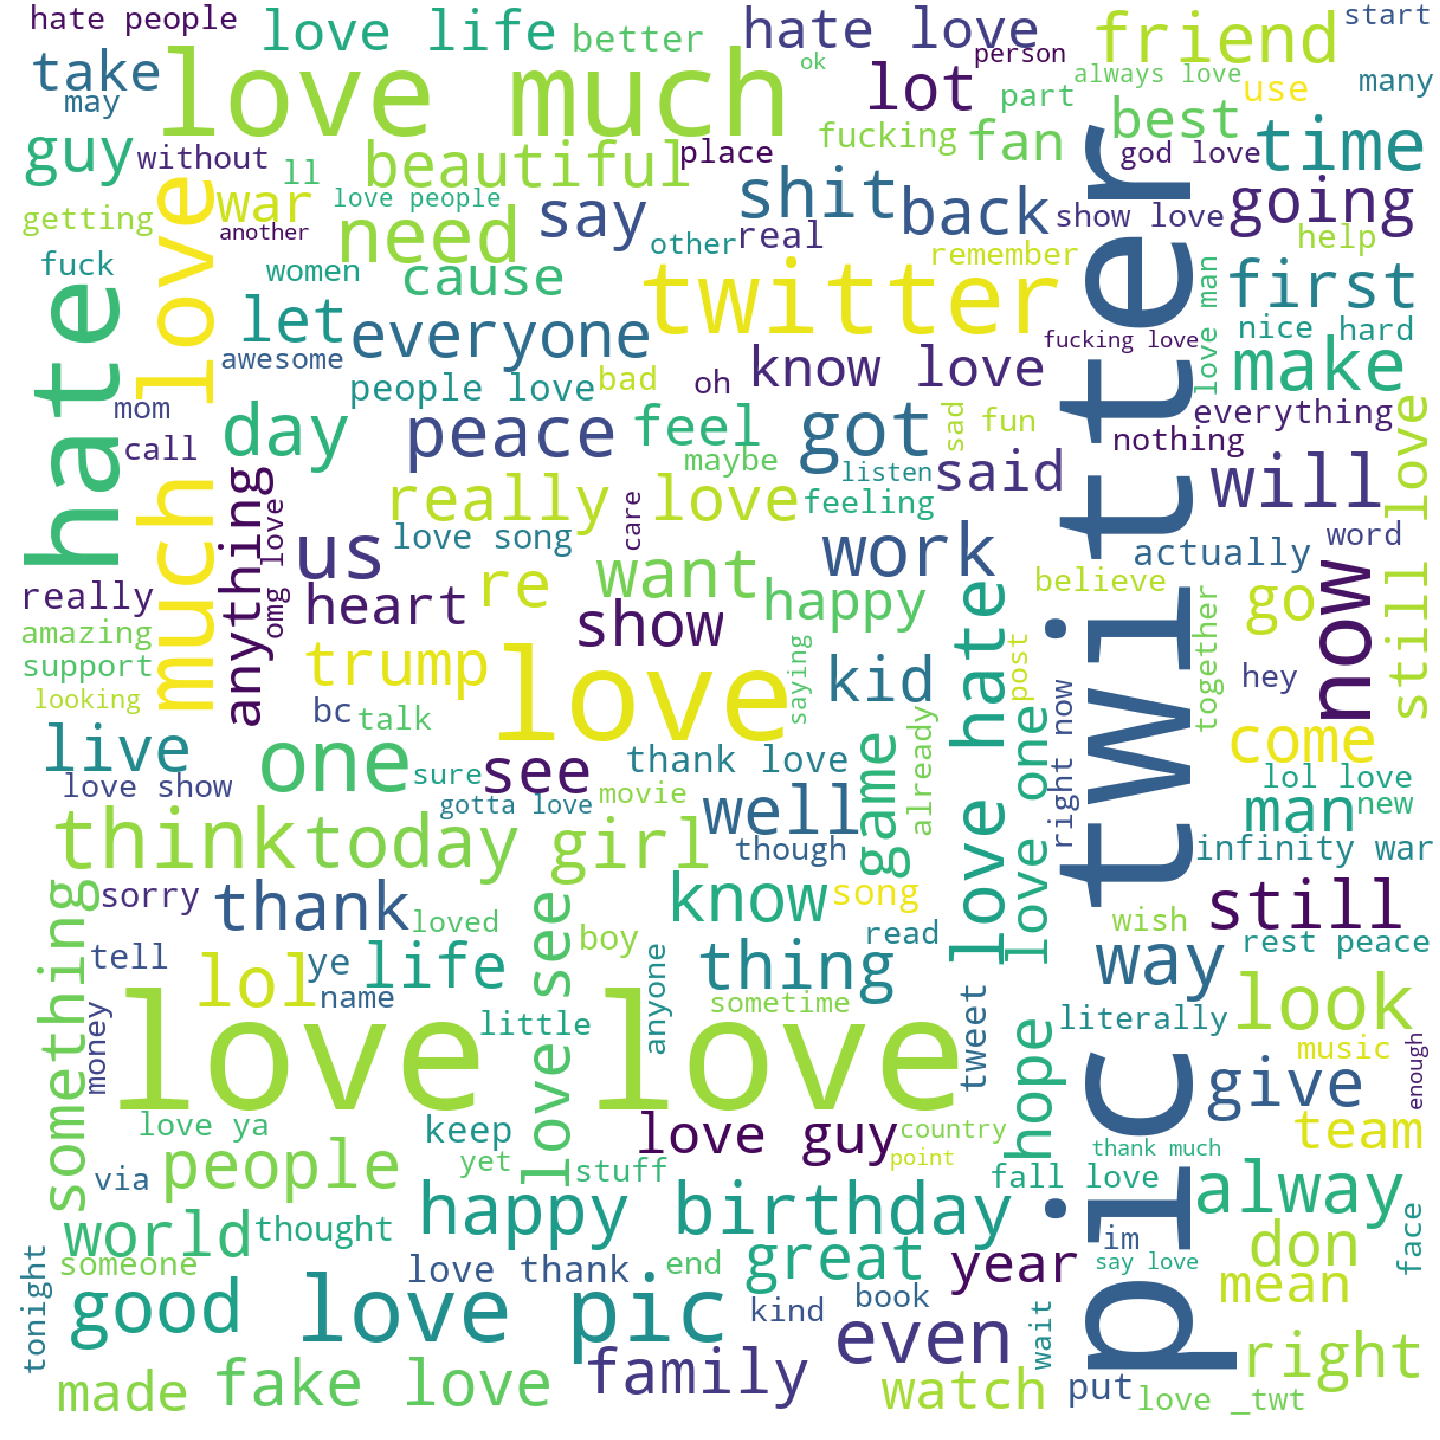 hate people
love life
better
hate love
friend
start
take
love much
ok
person
lot
always love
use
many
may
part
best
guy
without
ll
beautiful
place
fucking
fan
god love
time
getting
war
love people
another
need
say
shit
other
real
back
show love
going
remember
help
fuck
women
cause
twitter
love man
first
let
everyone
awesome
fucking love
nice
hard
people love
bad
oh
know love
make
mom
call
day
peace
feel
maybe
got
sad
fun
everything
nothing
hate
much love
anything
omg love
really love
listen
feeling
said
will
still love
us
love song
care
work
actually
word
really
heart
re
want
happy
believe
now
amazing
support
looking
show
go
together
trump
love
saying
kid
love hate
post
hey
bc
talk
live
one
sure
see
thank love
game
already
love one
right now
pic twitter
come
love show
gotta love
movie
well
lol love
man
new
think
today
girl
though
infinity war
something
sorry
thank
loved
love see
know
song
still
tell
lol
ye
life
boy
anyone
thing
read
wish
way
rest peace
name
sometime
money
love love
little
tweet
hope
literally
look
music
enough
give
love ya
keep
love guy
country
team
via
people
yet
stuff
point
thank much
fall love
alway
world
thought
happy birthday
great
year
im
don
face
someone
love thank
end
say love
mean
tonight
good
love pic
kind
book
even
wait
right
made
fake love
family
watch
put
love _twt